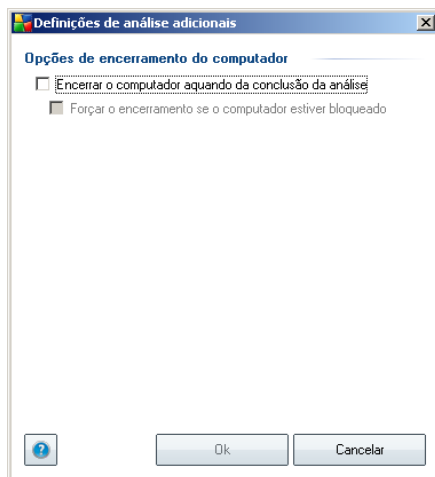 Definições de análise adicionais
Opções de encerramento do computador
Encerrar o computador aquando da conclusão da análise
Forçar o encerramento se o computador estiver bloqueado
Ok
Cancelar